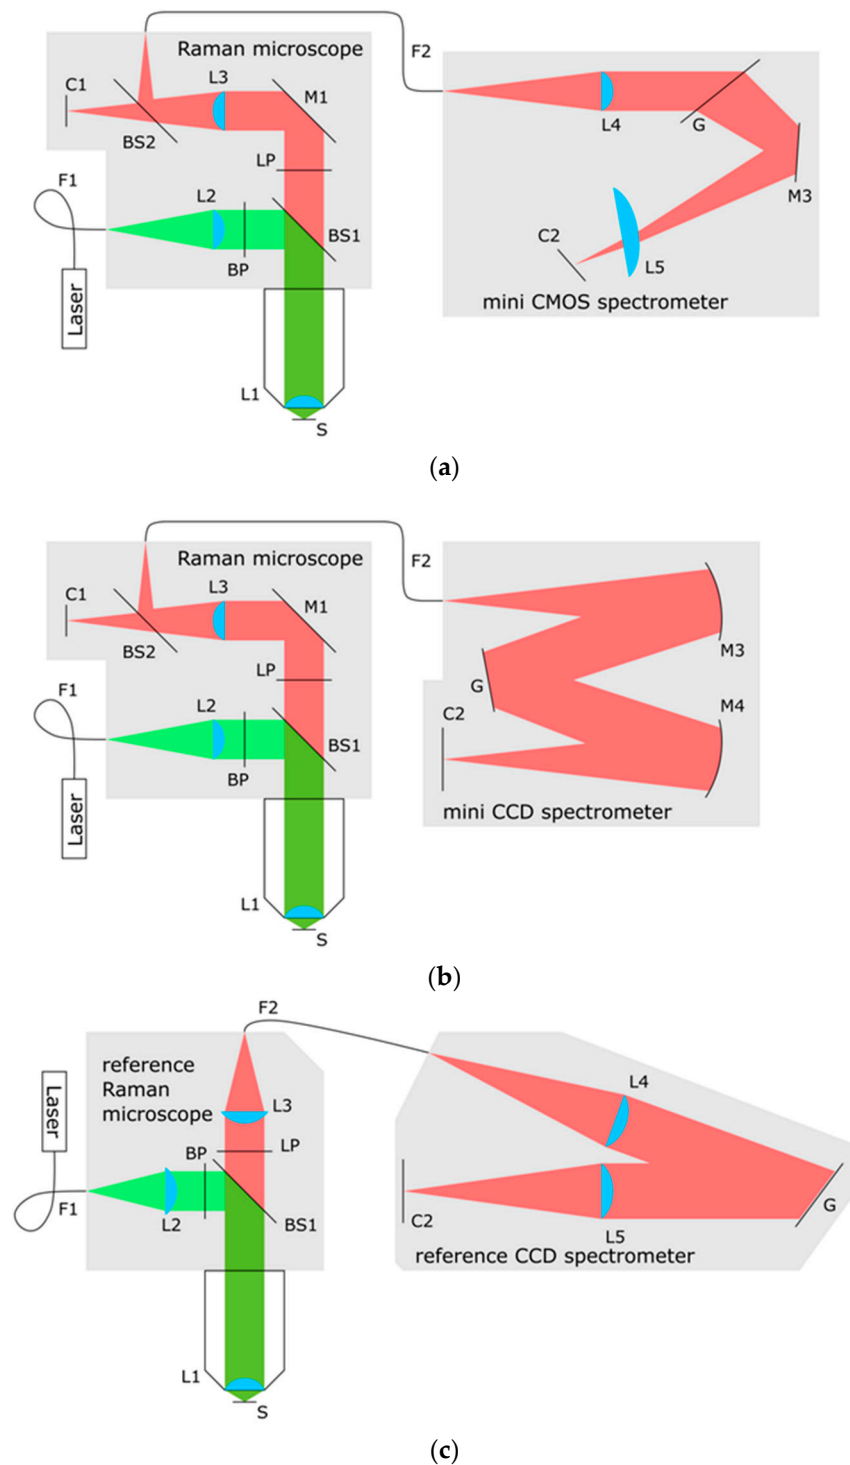 Raman microscope
F2
C1
L3
M1
BS2
L4
G
LP
F1
M3
L2
C2
BS1
BP
L5
Laser
mini CMOS spectrometer
L1
S
(a)
Raman microscope
F2
C1
L3
M1
BS2
M3
LP
F1
G
L2
C2
M4
BS1
BP
Laser
mini CCD spectrometer
L1
S
(b)
F2
reference
Raman
microscope
Laser
L4
L3
BP
LP
F1
L2
BS1
C2
G
L5
reference CCD spectrometer
L1
S
(c)